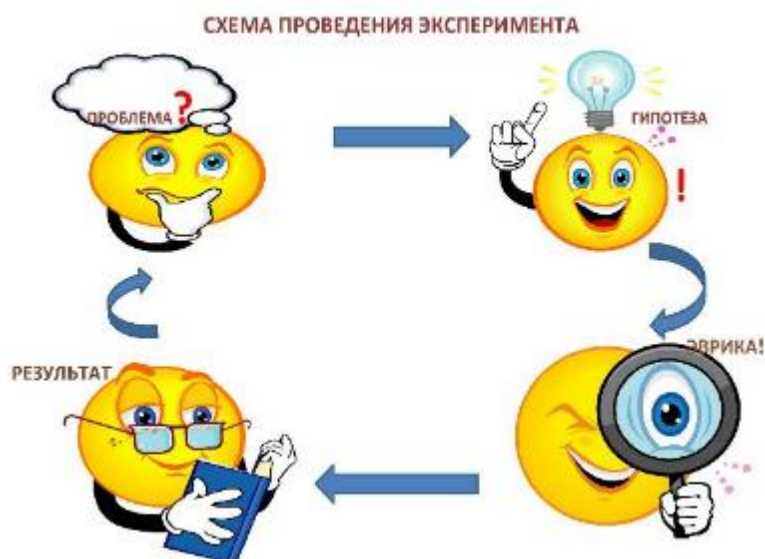 СХЕМА ПРОВЕДЕНИЯ ЭКСПЕРИМЕНТА
ПРОБЛЕМА ?
ГИПОТЕЗА
!
ЭВРИКА!
РЕЗУЛЬТАТ